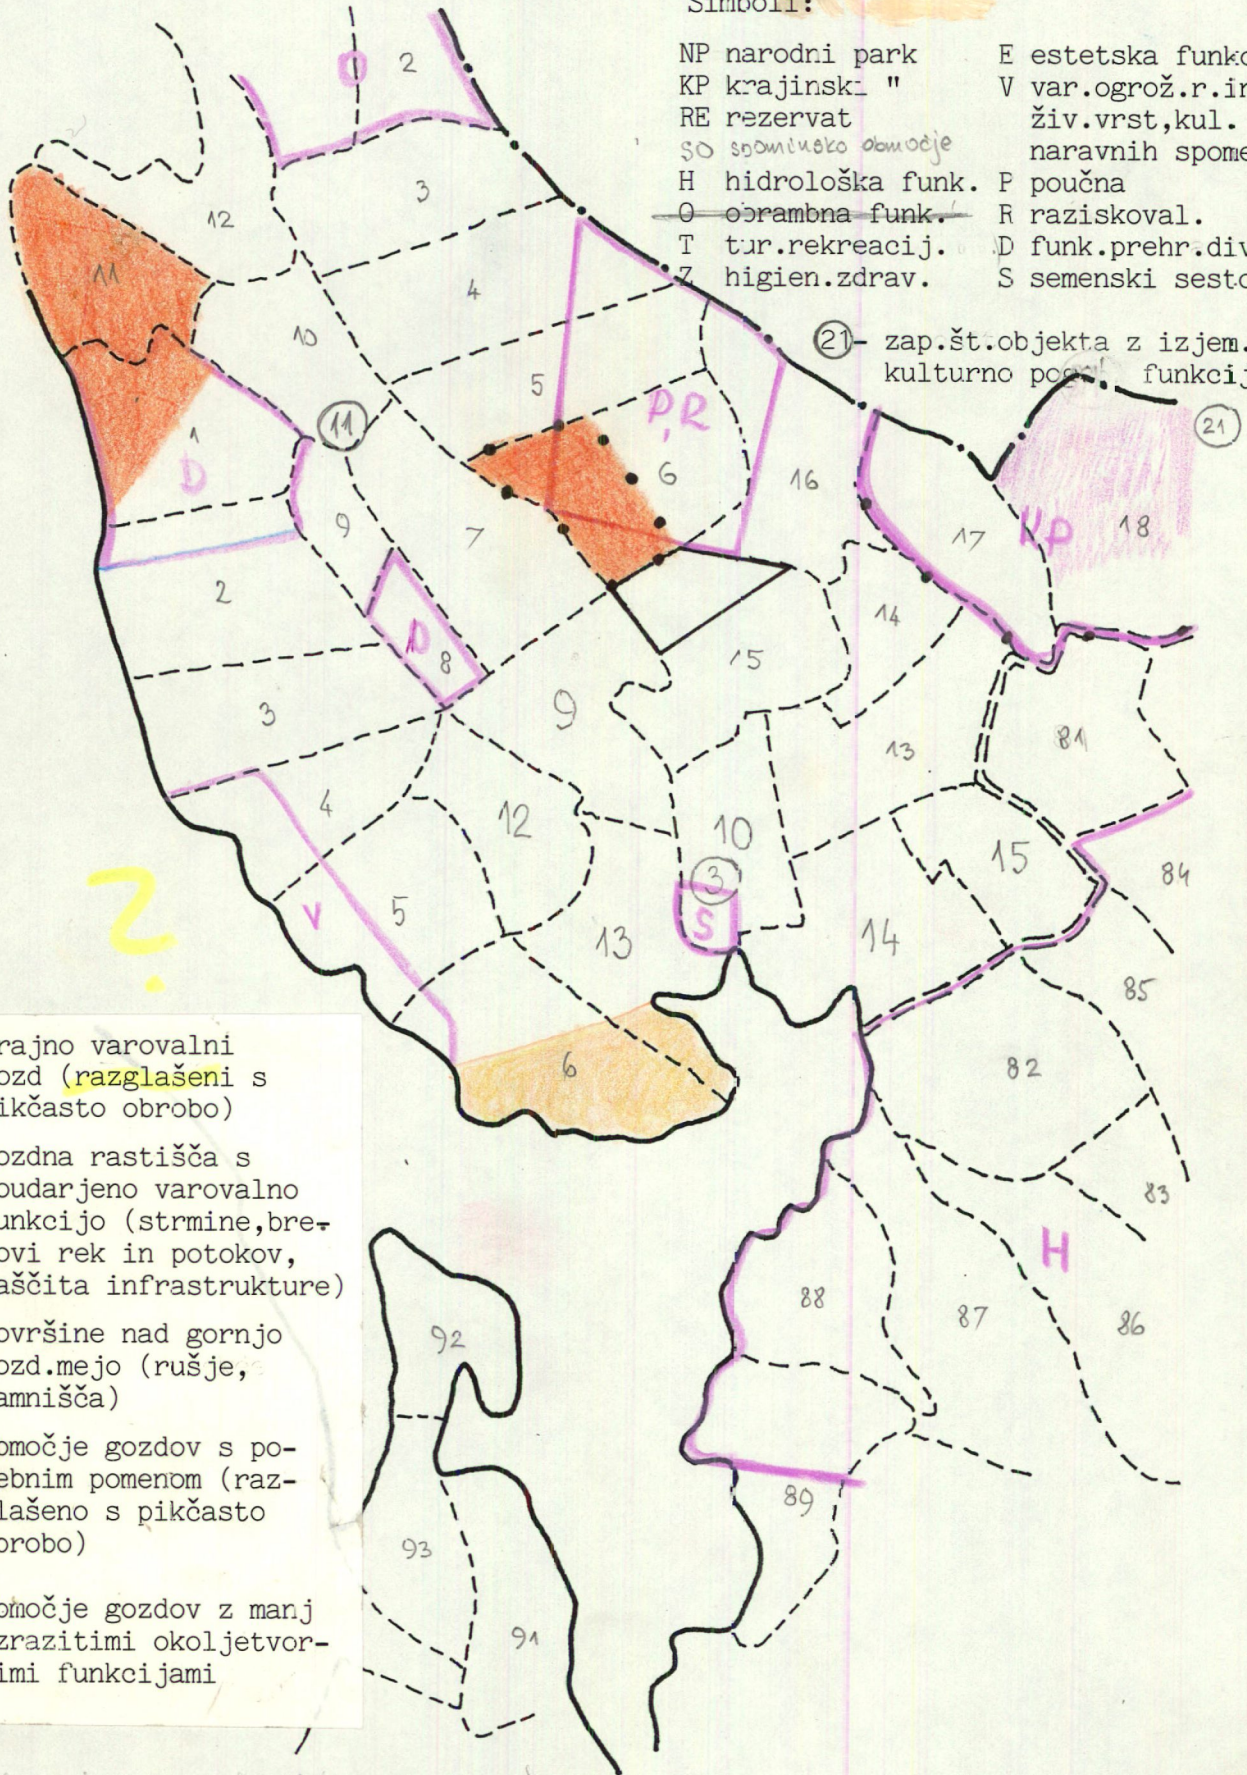 Simboli:
NP narodni park
KP krajinski "
RE rezervat
SO spominsko območje
H hidrološka funk.
O obrambna funk.
T tur.rekreacij.
Z higien.zdrav.
E estetska funkc
V var.ogrož.r.in
živ.vrst,kul.
naravnih spome
P poučna
R raziskoval.
D funk.prehr.div
S semenski sesto
21 - zap.št.objekta z izjem.
kulturno funkcij
O 2
3
12
11
4
10
5
P,R
21
1
D
11
6
16
9
7
17
KP
18
2
14
D
8
15
3
9
13
81
4
12
10
15
84
?
V
5
3
S
13
14
85
6
82
83
H
88
87
86
92
89
93
91
rajno varovalni
ozd (razglašeni s
ikčasto obrobo)
ozdna rastišča s
oudarjeno varovalno
unkcijo (strmine,bre-
ovi rek in potokov,
aščita infrastrukture)
ovršine nad gornjo
ozd.mejo (rušje,
amnišča)
omočje gozdov s po-
ebnim pomenom (raz-
lašeno s pikčasto
brobo)
omočje gozdov z manj
zrazitimi okoljetvor-
imi funkcijami